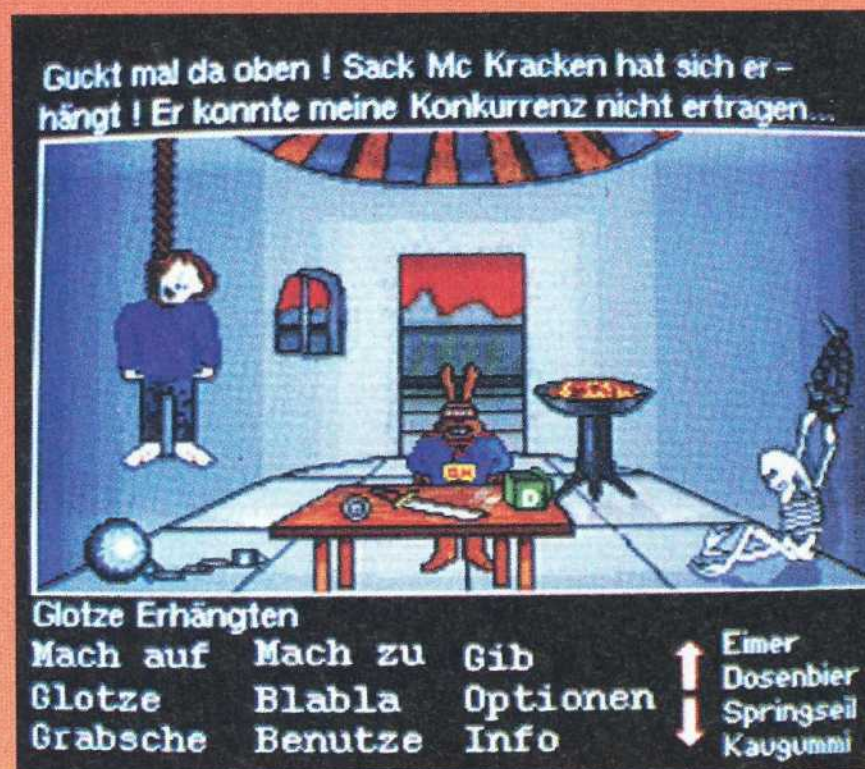 Guckt mal da oben ! Sack Mc Kracken hat sich er-
hängt ! Er konnte meine Konkurrenz nicht ertragen...
D
Glotze Erhängten
Mach auf Mach zu Gib
Glotze Blabla Optionen
Grabsche Benutze Info
Eimer
Dosenbier
Springseil
Kaugummi